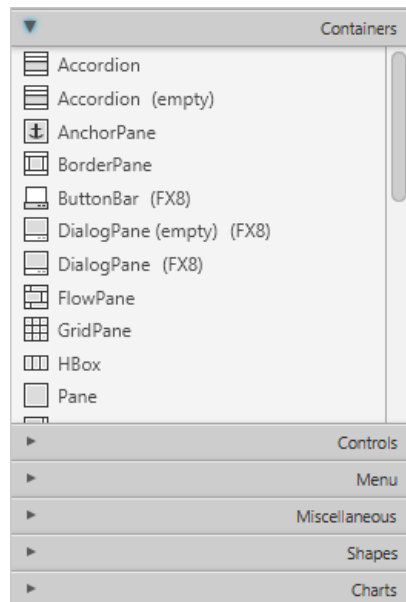 Containers
Accordion
Accordion (empty)
AnchorPane
BorderPane
ButtonBar (FX8)
DialogPane (empty) (FX8)
DialogPane (FX8)
FlowPane
GridPane
HBox
Pane
Controls
Menu
Miscellaneous
Shapes
Charts